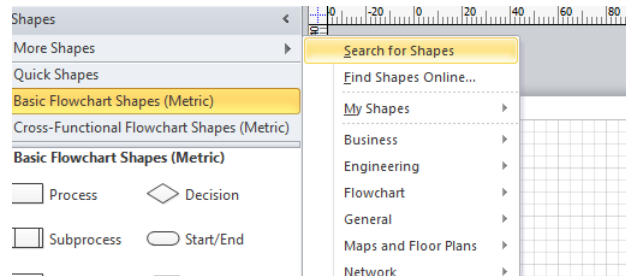 Shapes
More Shapes
Quick Shapes
Basic Flowchart Shapes (Metric)
Cross-Functional Flowchart Shapes (Metric)
Basic Flowchart Shapes (Metric)
Process Decision
Subprocess Start/End
-20 0 20 40 60 80
Search for Shapes
Find Shapes Online...
My Shapes
Business
Engineering
Flowchart
General
Maps and Floor Plans
Network